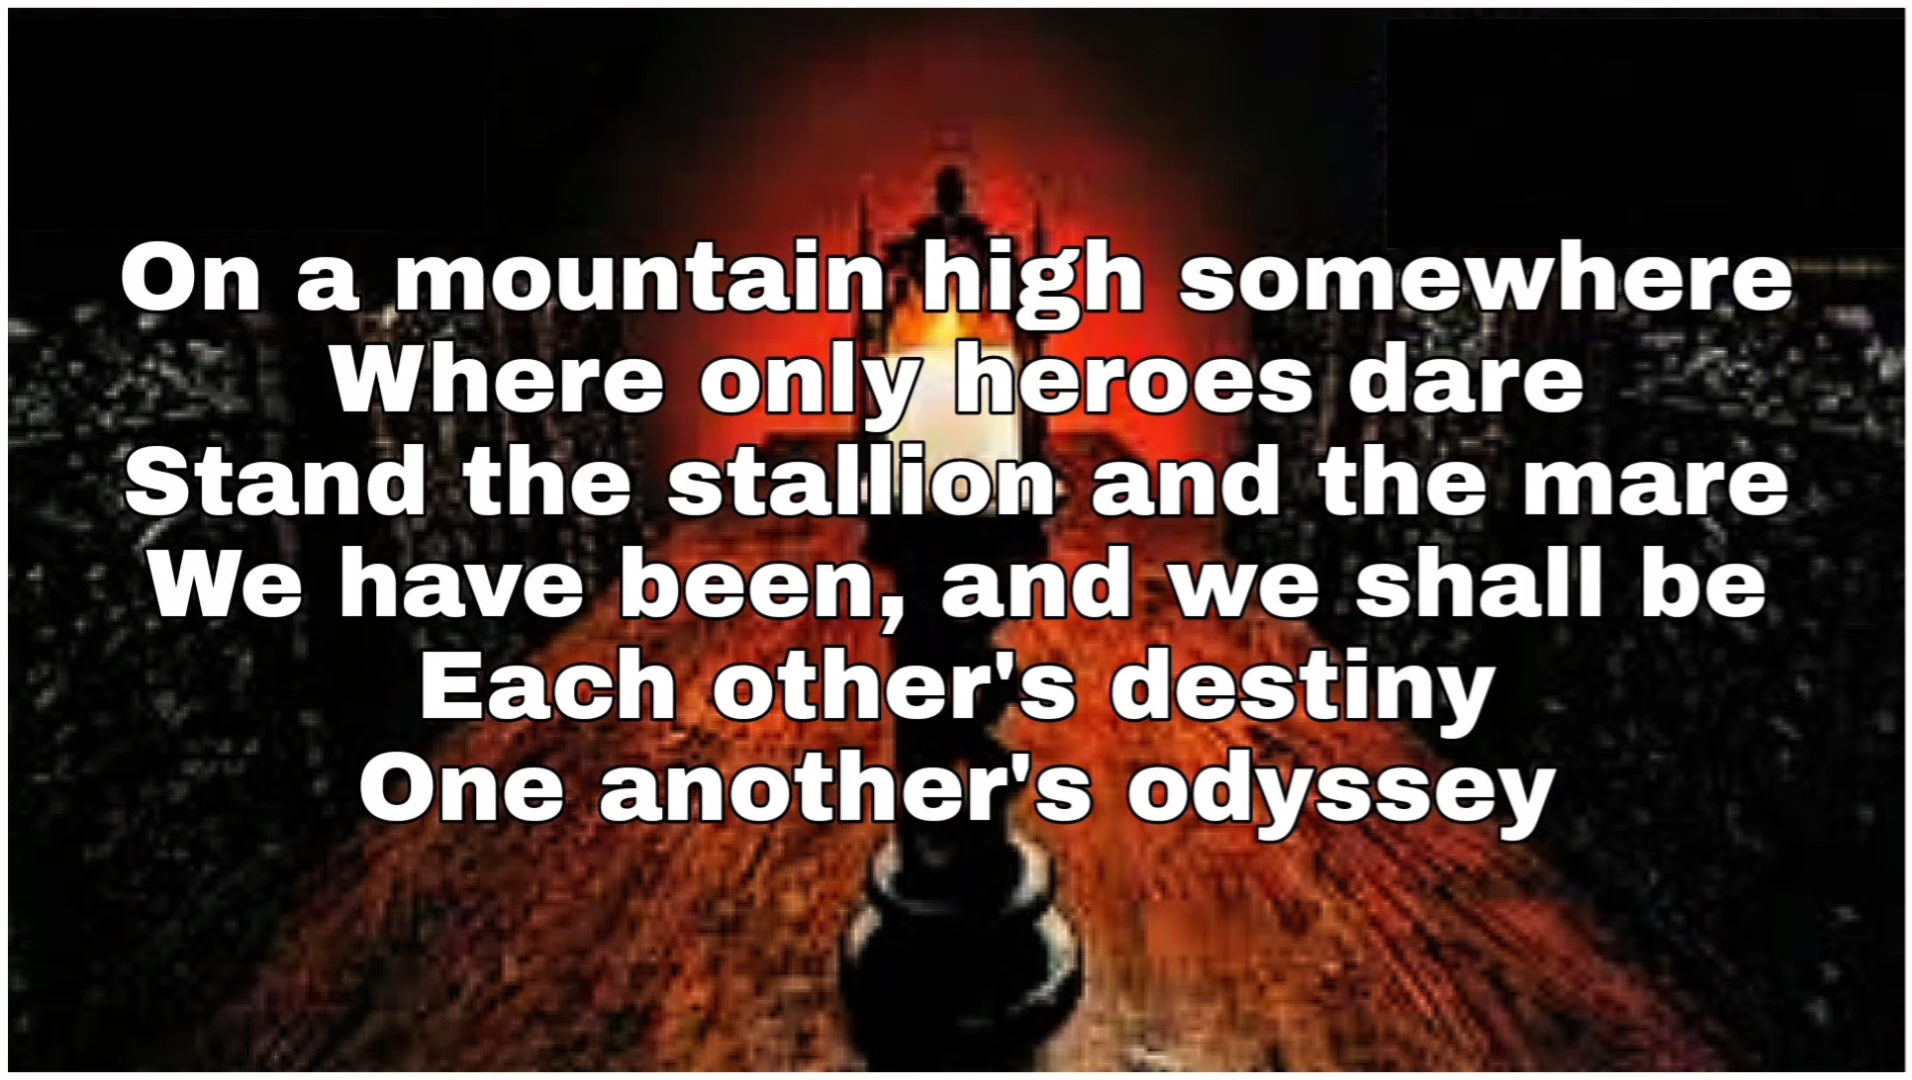 On a mountain high somewhere
Where only heroes dare
Stand the stallion and the mare
We have been, and we shall be
Each other's destiny
One another's odyssey